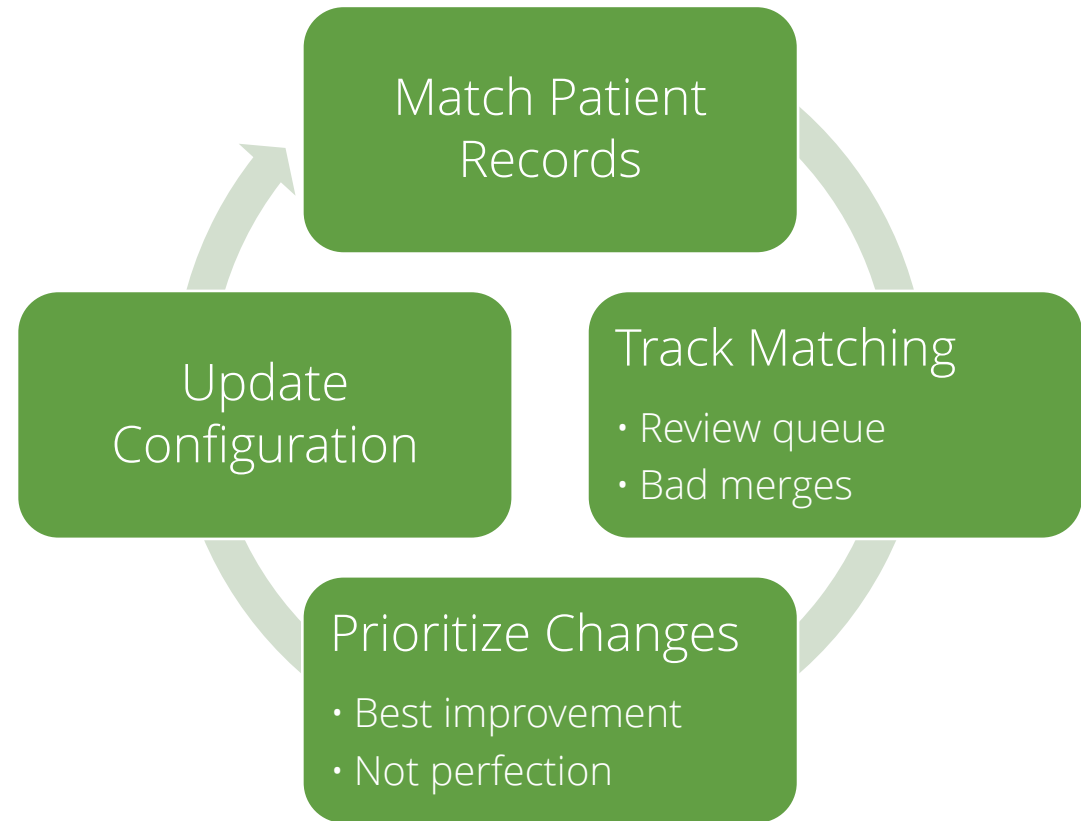 Match Patient
Records
Track Matching
• Review queue
• Bad merges
Prioritize Changes
• Best improvement
• Not perfection
Update
Configuration